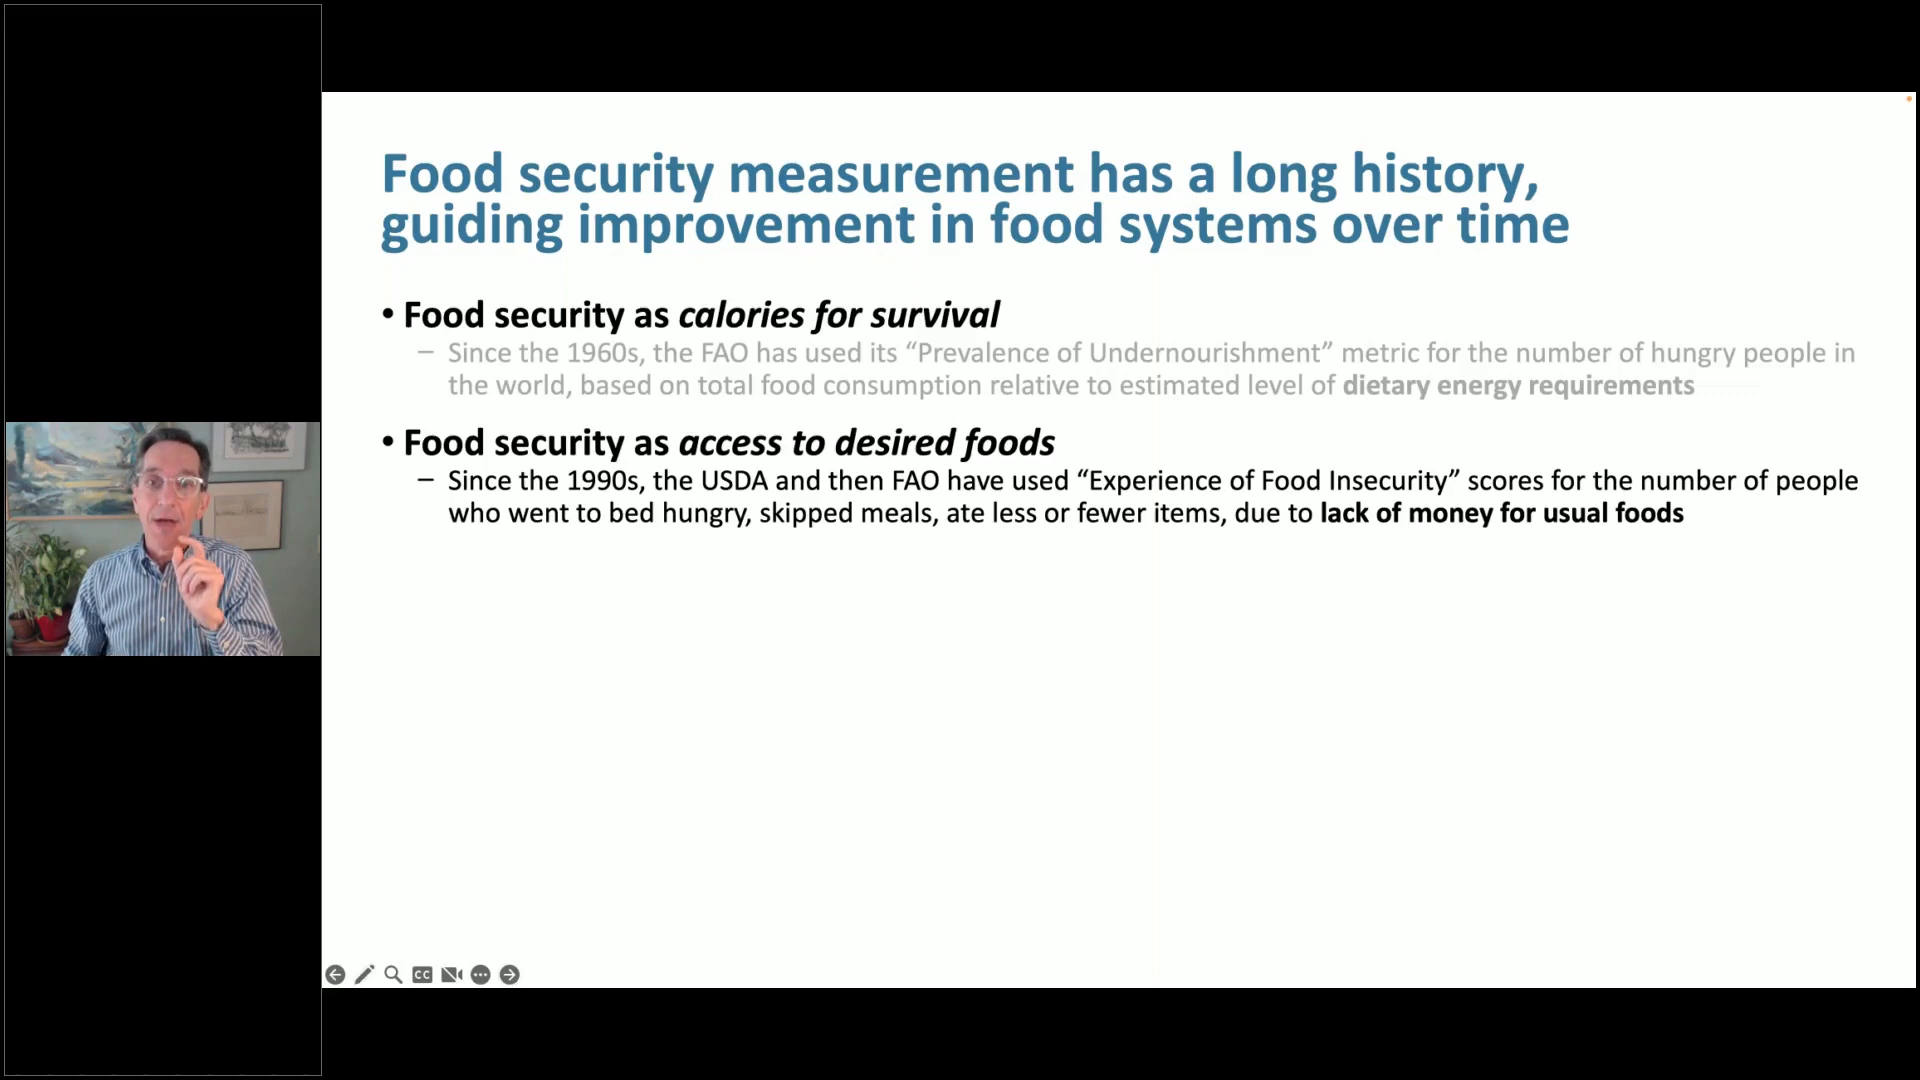 Food security measurement has a long history,
guiding improvement in food systems over time
• Food security as calories for survival
– Since the 1960s, the FAO has used its “Prevalence of Undernourishment” metric for the number of hungry people in
the world, based on total food consumption relative to estimated level of dietary energy requirements
• Food security as access to desired foods
– Since the 1990s, the USDA and then FAO have used “Experience of Food Insecurity” scores for the number of people
who went to bed hungry, skipped meals, ate less or fewer items, due to lack of money for usual foods
CC